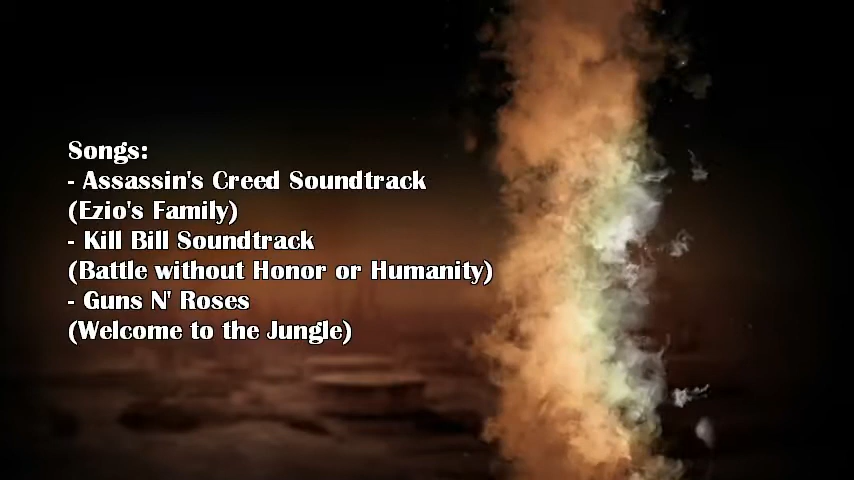 Songs:
- Assassin's Creed Soundtrack
(Ezio's Family)
- Kill Bill Soundtrack
(Battle without Honor or Humanity)
- Guns N' Roses
(Welcome to the Jungle)